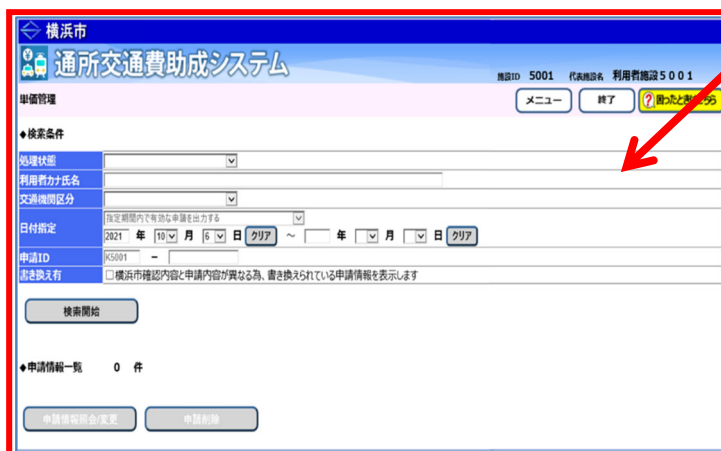 横浜市
通所交通費助成システム
施設ID 5001 代表施設名 利用者施設５００１
単価管理 メニュー 終了 ? 困ったときはこちら
◆検索条件
処理状態
利用者カナ氏名
交通機関区分
日付指定 指定期間内で有効な申請を出力する
2021 年 10 月 6 日 クリア ～ 年 月 日 クリア
申請ID K5001 －
書き換え有 □横浜市確認内容と申請内容が異なる為、書き換えられている申請情報を表示します
検索開始
◆申請情報一覧 0 件
申請情報照会/変更 申請削除